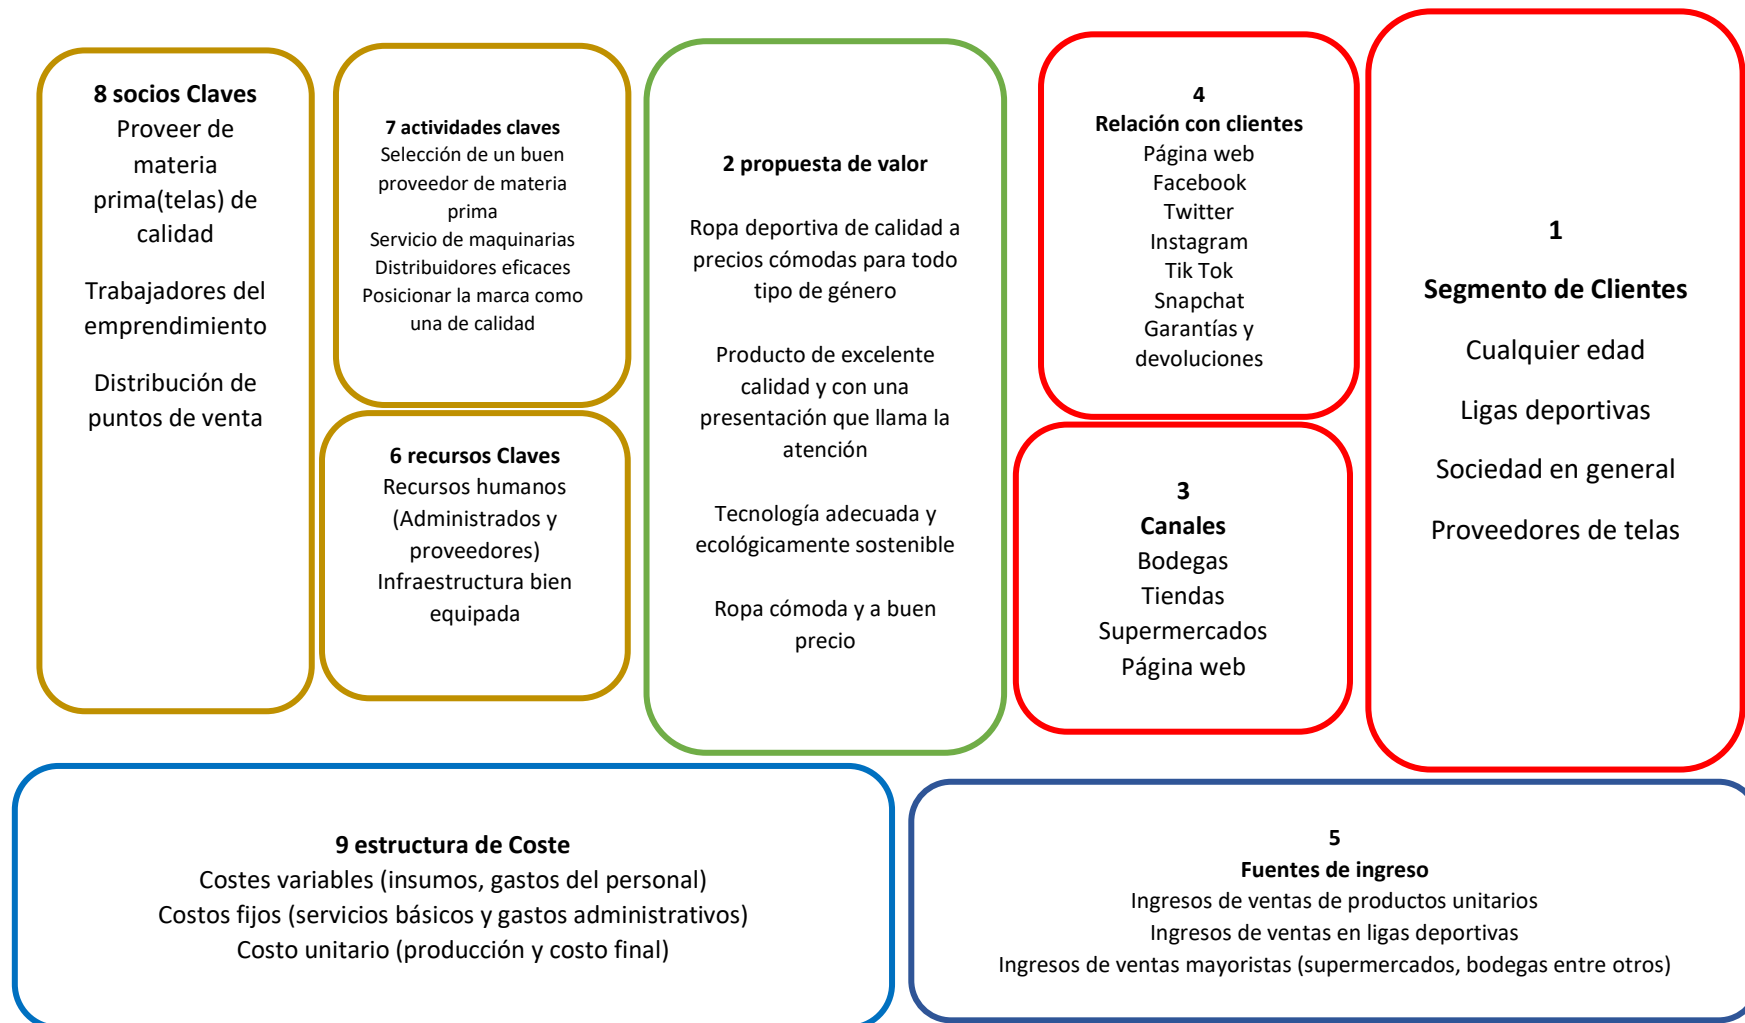 8 socios Claves
Proveer de
materia
prima(telas) de
calidad
Trabajadores del
emprendimiento
Distribución de
puntos de venta
7 actividades claves
Selección de un buen
proveedor de materia
prima
Servicio de maquinarias
Distribuidores eficaces
Posicionar la marca como
una de calidad
6 recursos Claves
Recursos humanos
(Administrados y
proveedores)
Infraestructura bien
equipada
2 propuesta de valor
Ropa deportiva de calidad a
precios cómodas para todo
tipo de género
Producto de excelente
calidad y con una
presentación que llama la
atención
Tecnología adecuada y
ecológicamente sostenible
Ropa cómoda y a buen
precio
4
Relación con clientes
Página web
Facebook
Twitter
Instagram
Tik Tok
Snapchat
Garantías y
devoluciones
3
Canales
Bodegas
Tiendas
Supermercados
Página web
1
Segmento de Clientes
Cualquier edad
Ligas deportivas
Sociedad en general
Proveedores de telas
9 estructura de Coste
Costes variables (insumos, gastos del personal)
Costos fijos (servicios básicos y gastos administrativos)
Costo unitario (producción y costo final)
5
Fuentes de ingreso
Ingresos de ventas de productos unitarios
Ingresos de ventas en ligas deportivas
Ingresos de ventas mayoristas (supermercados, bodegas entre otros)